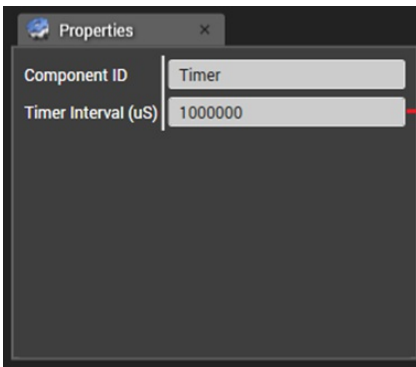 Properties
Component ID Timer
Timer Interval (uS) 1000000